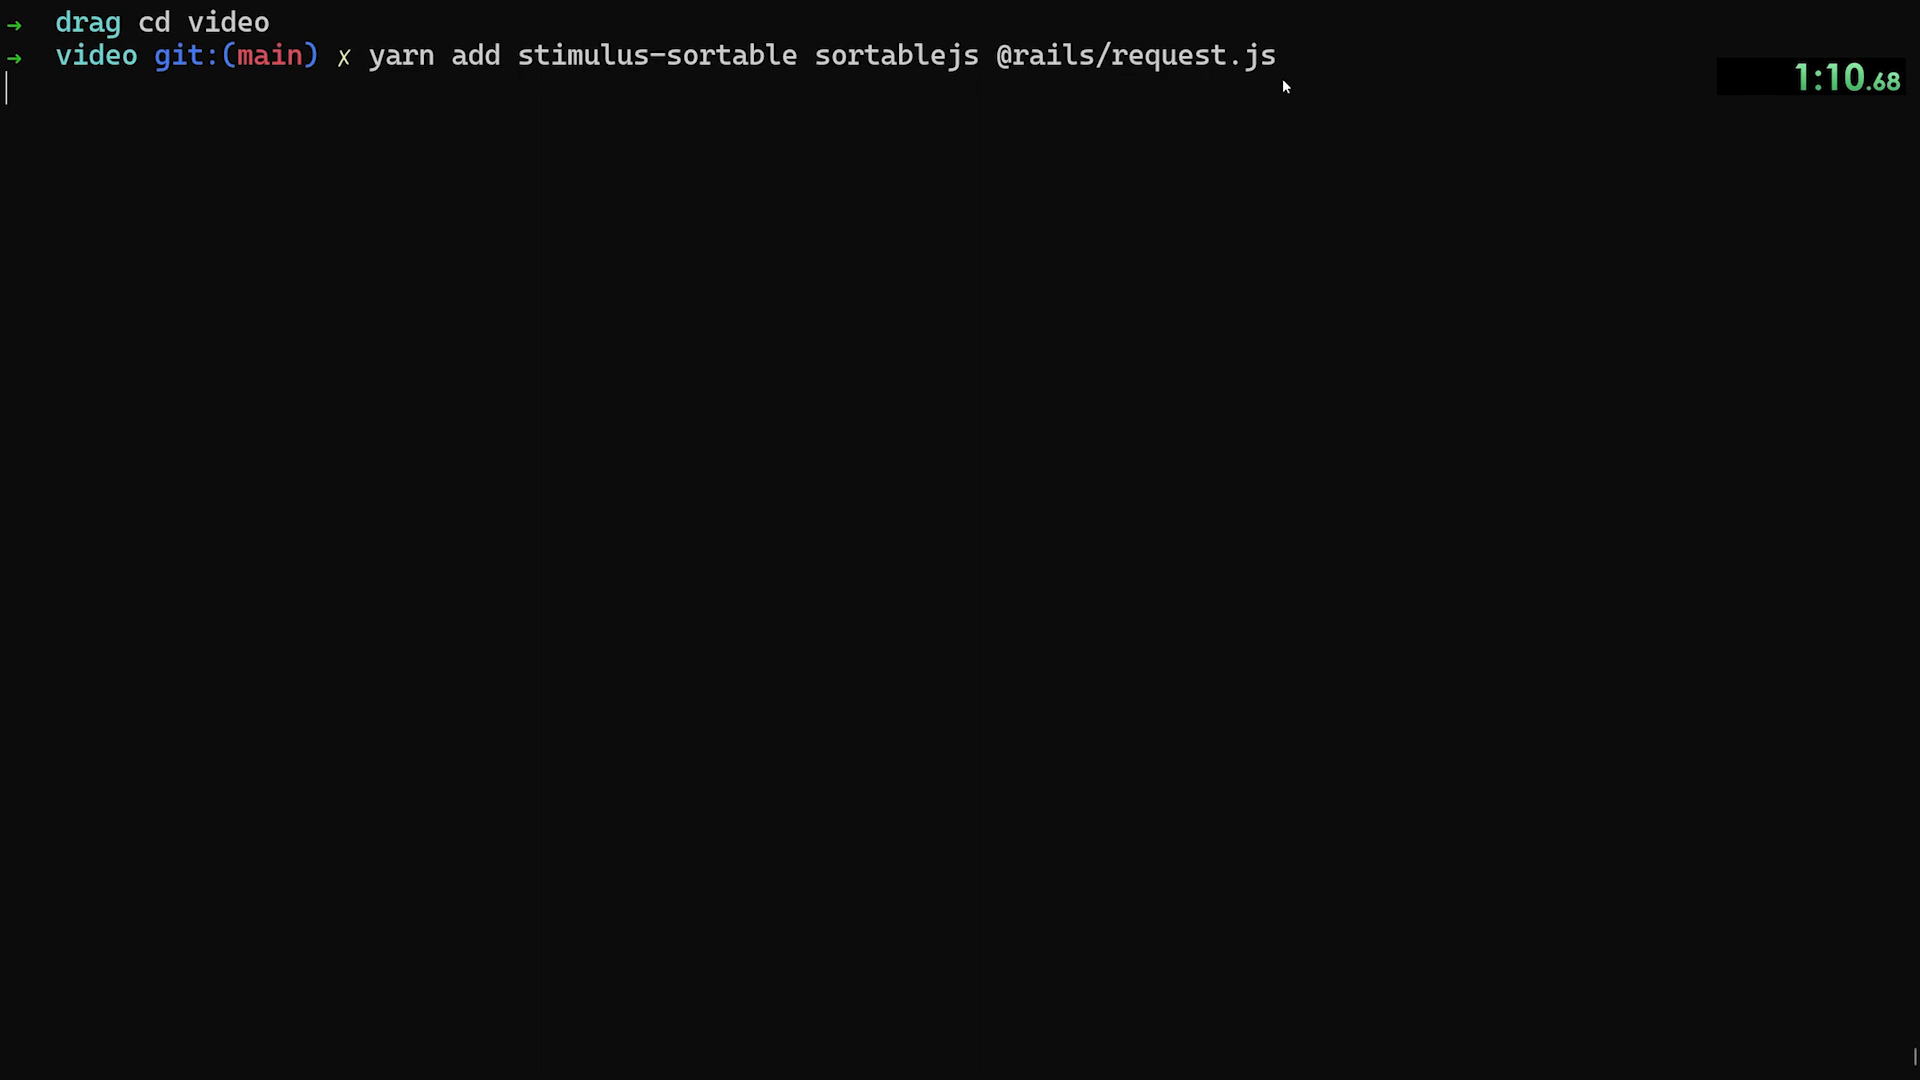 → drag cd video
→ video git:(main) ✗ yarn add stimulus-sortable sortablejs @rails/request.js
1:10.68